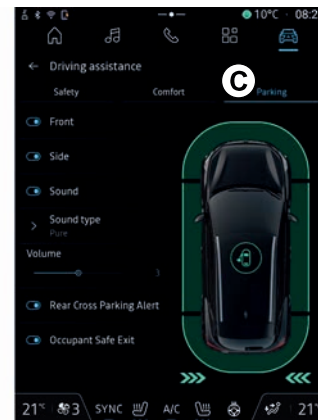 10°C · 08:2
Driving assistance
Safety Comfort Parking
C
Front
Side
Sound
Sound type
Pure
Volume
3
Rear Cross Parking Alert
Occupant Safe Exit
21° 3 SYNC A/C 21°